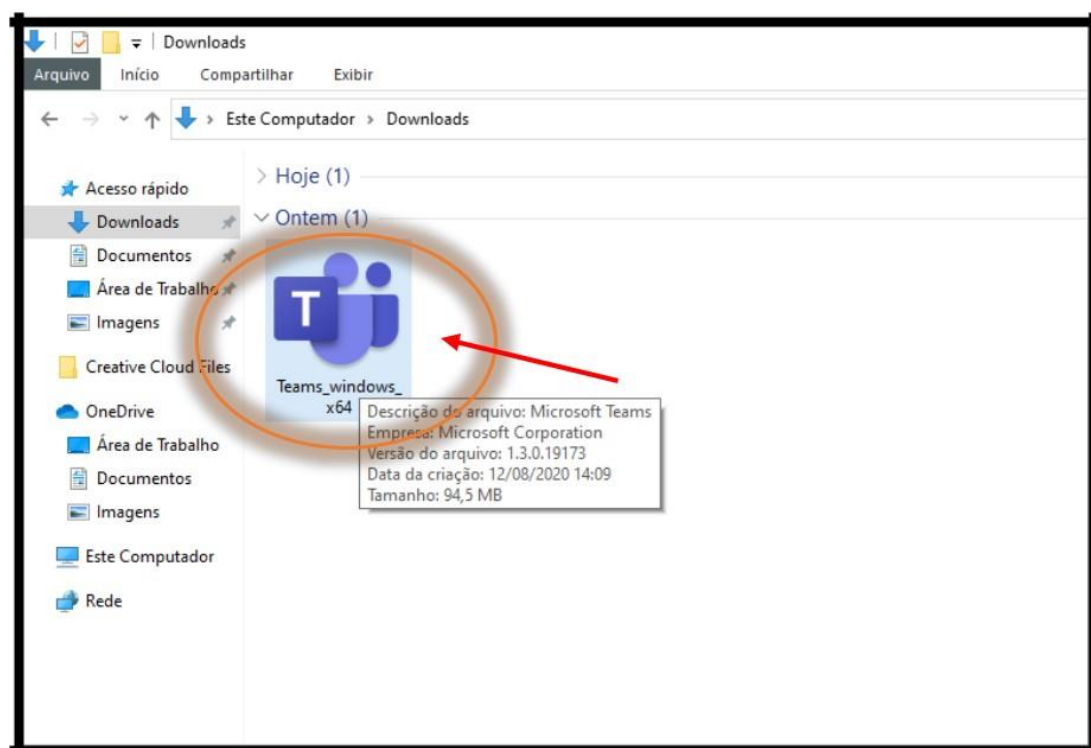 Downloads
Arquivo Início Compartilhar Exibir
Este Computador > Downloads
Acesso rápido
Downloads
Documentos
Área de Trabalho
Imagens
Creative Cloud Files
OneDrive
Área de Trabalho
Documentos
Imagens
Este Computador
Rede
Hoje (1)
Ontem (1)
T
Teams_windows_
x64
Descrição do arquivo: Microsoft Teams
Empresa: Microsoft Corporation
Versão do arquivo: 1.3.0.19173
Data da criação: 12/08/2020 14:09
Tamanho: 94,5 MB